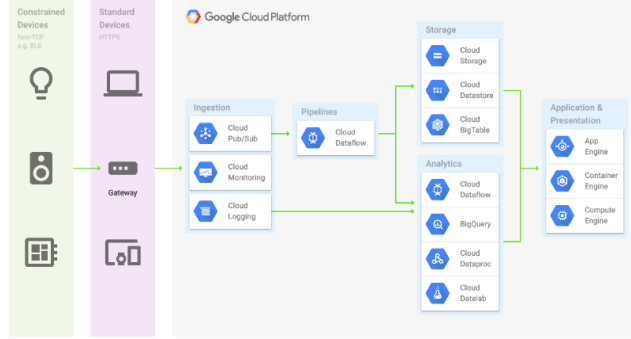 Constrained
Devices
Non-TCP
e.g. BLE
Standard
Devices
HTTPS
Gateway
Google Cloud Platform
Ingestion
Cloud
Pub/Sub
Cloud
Monitoring
Cloud
Logging
Pipelines
Cloud
Dataflow
Storage
Cloud
Storage
Cloud
Datastore
Cloud
BigTable
Analytics
Cloud
Dataflow
BigQuery
Cloud
Dataproc
Cloud
Datalab
Application &
Presentation
App
Engine
Container
Engine
Compute
Engine